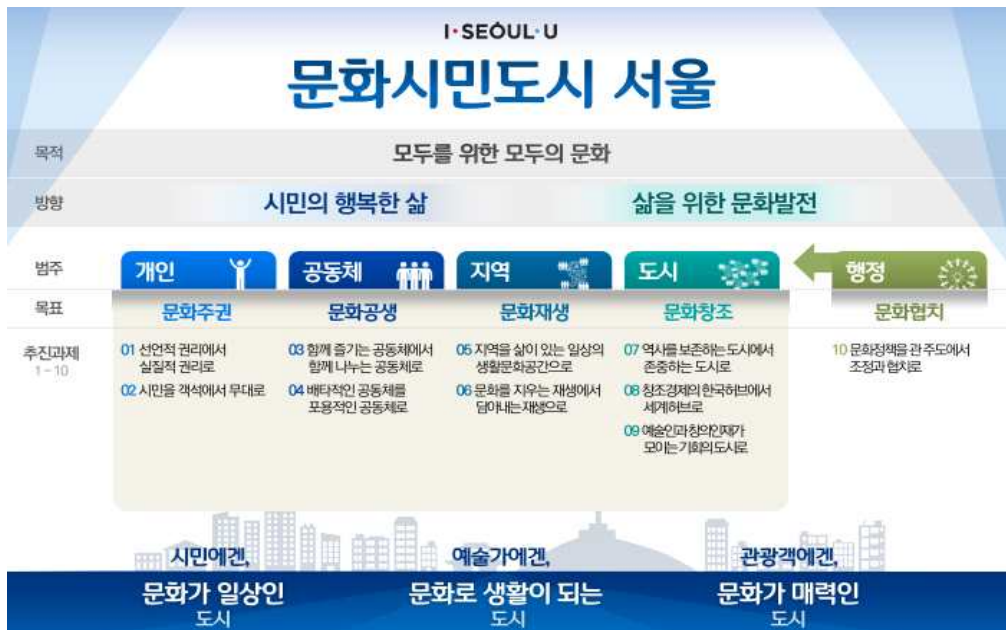 I·SEOUL·U
문화시민도시 서울
목적
모두를 위한 모두의 문화
방향
시민의 행복한 삶
삶을 위한 문화발전
범주
개인
공동체
지역
도시
행정
목표
문화주권
문화공생
문화재생
문화창조
문화협치
추진과제
1 - 10
01 선언적 권리에서
실질적 권리로
02 시민을 객석에서 무대로
03 함께 즐기는 공동체에서
함께 나누는 공동체로
04 배타적인 공동체를
포용적인 공동체로
05 지역을 삶이 있는 일상의
생활문화공간으로
06 문화를 지우는 재생에서
담아내는 재생으로
07 역사를 보존하는 도시에서
존중하는 도시로
08 창조경제의 한국허브에서
세계허브로
09 예술인과 창의인재가
모이는 기회의 도시로
10 문화정책을 관 주도에서
조정과 협치로
시민에겐,
문화가 일상인
도시
예술가에겐,
문화로 생활이 되는
도시
관광객에겐,
문화가 매력인
도시